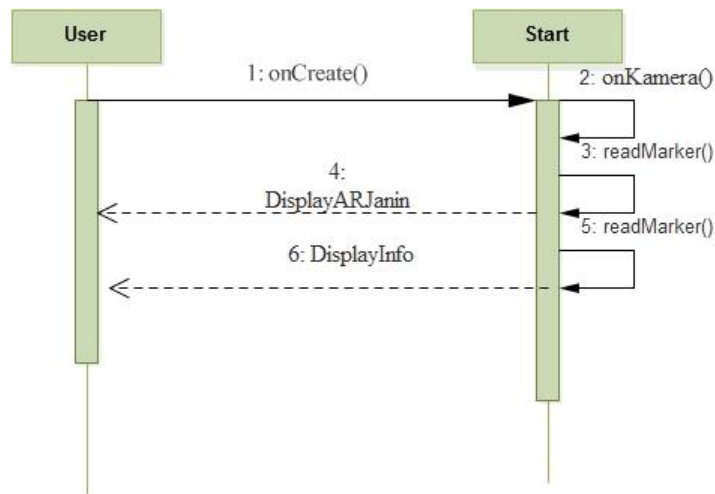 User
Start
1: onCreate()
2: onKamera()
3: readMarker()
4:
DisplayARJanin
5: readMarker()
6: DisplayInfo